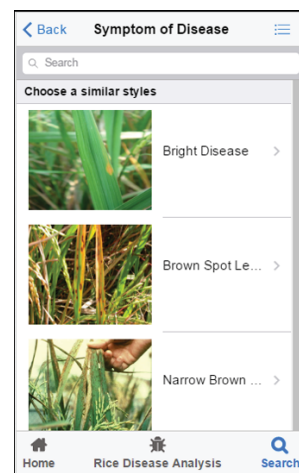 Back
Symptom of Disease
Search
Choose a similar styles
Bright Disease
Brown Spot Le...
Narrow Brown ...
Home
Rice Disease Analysis
Search